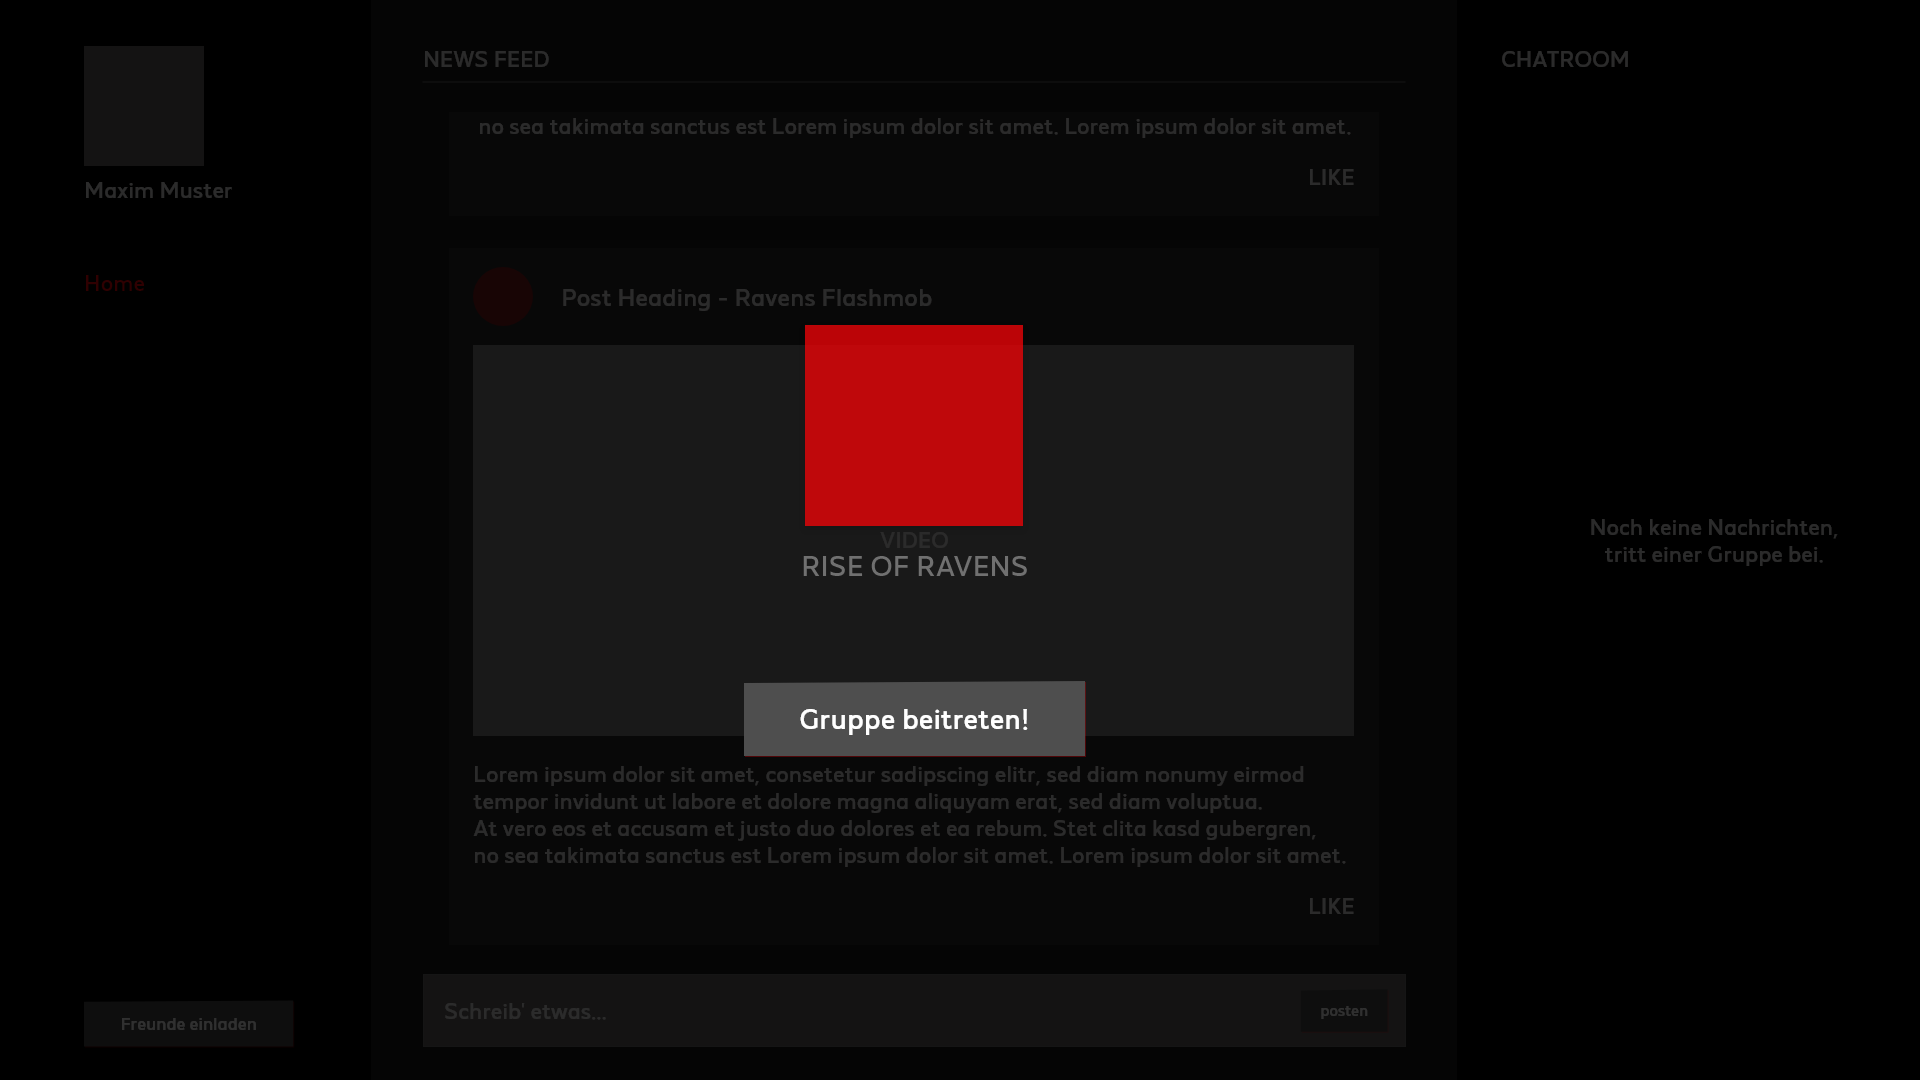 Maxim Muster
Home
Freunde einladen
NEWS FEED
no sea takimata sanctus est Lorem ipsum dolor sit amet. Lorem ipsum dolor sit amet.
LIKE
Post Heading - Ravens Flashmob
VIDEO
RISE OF RAVENS
Gruppe beitreten!
Lorem ipsum dolor sit amet, consetetur sadipscing elitr, sed diam nonumy eirmod
tempor invidunt ut labore et dolore magna aliquyam erat, sed diam voluptua.
At vero eos et accusam et justo duo dolores et ea rebum. Stet clita kasd gubergren,
no sea takimata sanctus est Lorem ipsum dolor sit amet. Lorem ipsum dolor sit amet.
LIKE
Schreib' etwas...
posten
CHATROOM
Noch keine Nachrichten,
tritt einer Gruppe bei.